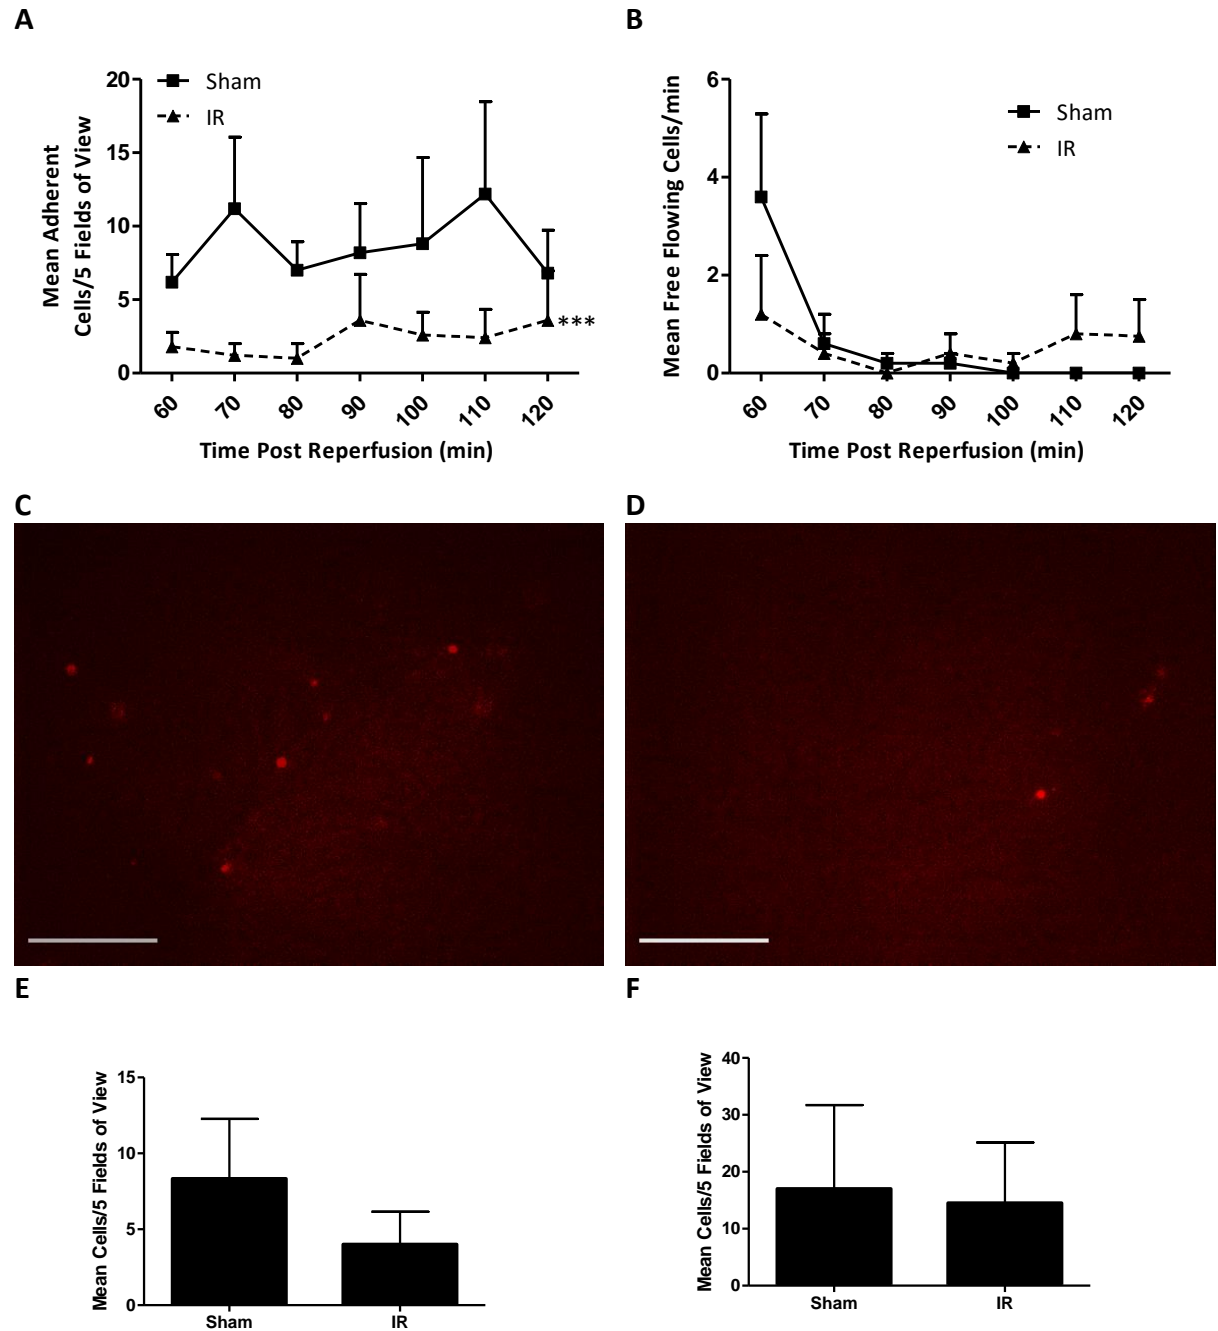 A
20
15
10
5
0
Mean Adherent
Cells/5 Fields of View
Sham
IR
***
60 70 80 90 100 110 120
Time Post Reperfusion (min)
B
6
4
2
0
Mean Free Flowing Cells/min
Sham
IR
60 70 80 90 100 110 120
Time Post Reperfusion (min)
C
D
E
15
10
5
0
Mean Cells/5 Fields of View
Sham IR
F
40
30
20
10
0
Mean Cells/5 Fields of View
Sham IR